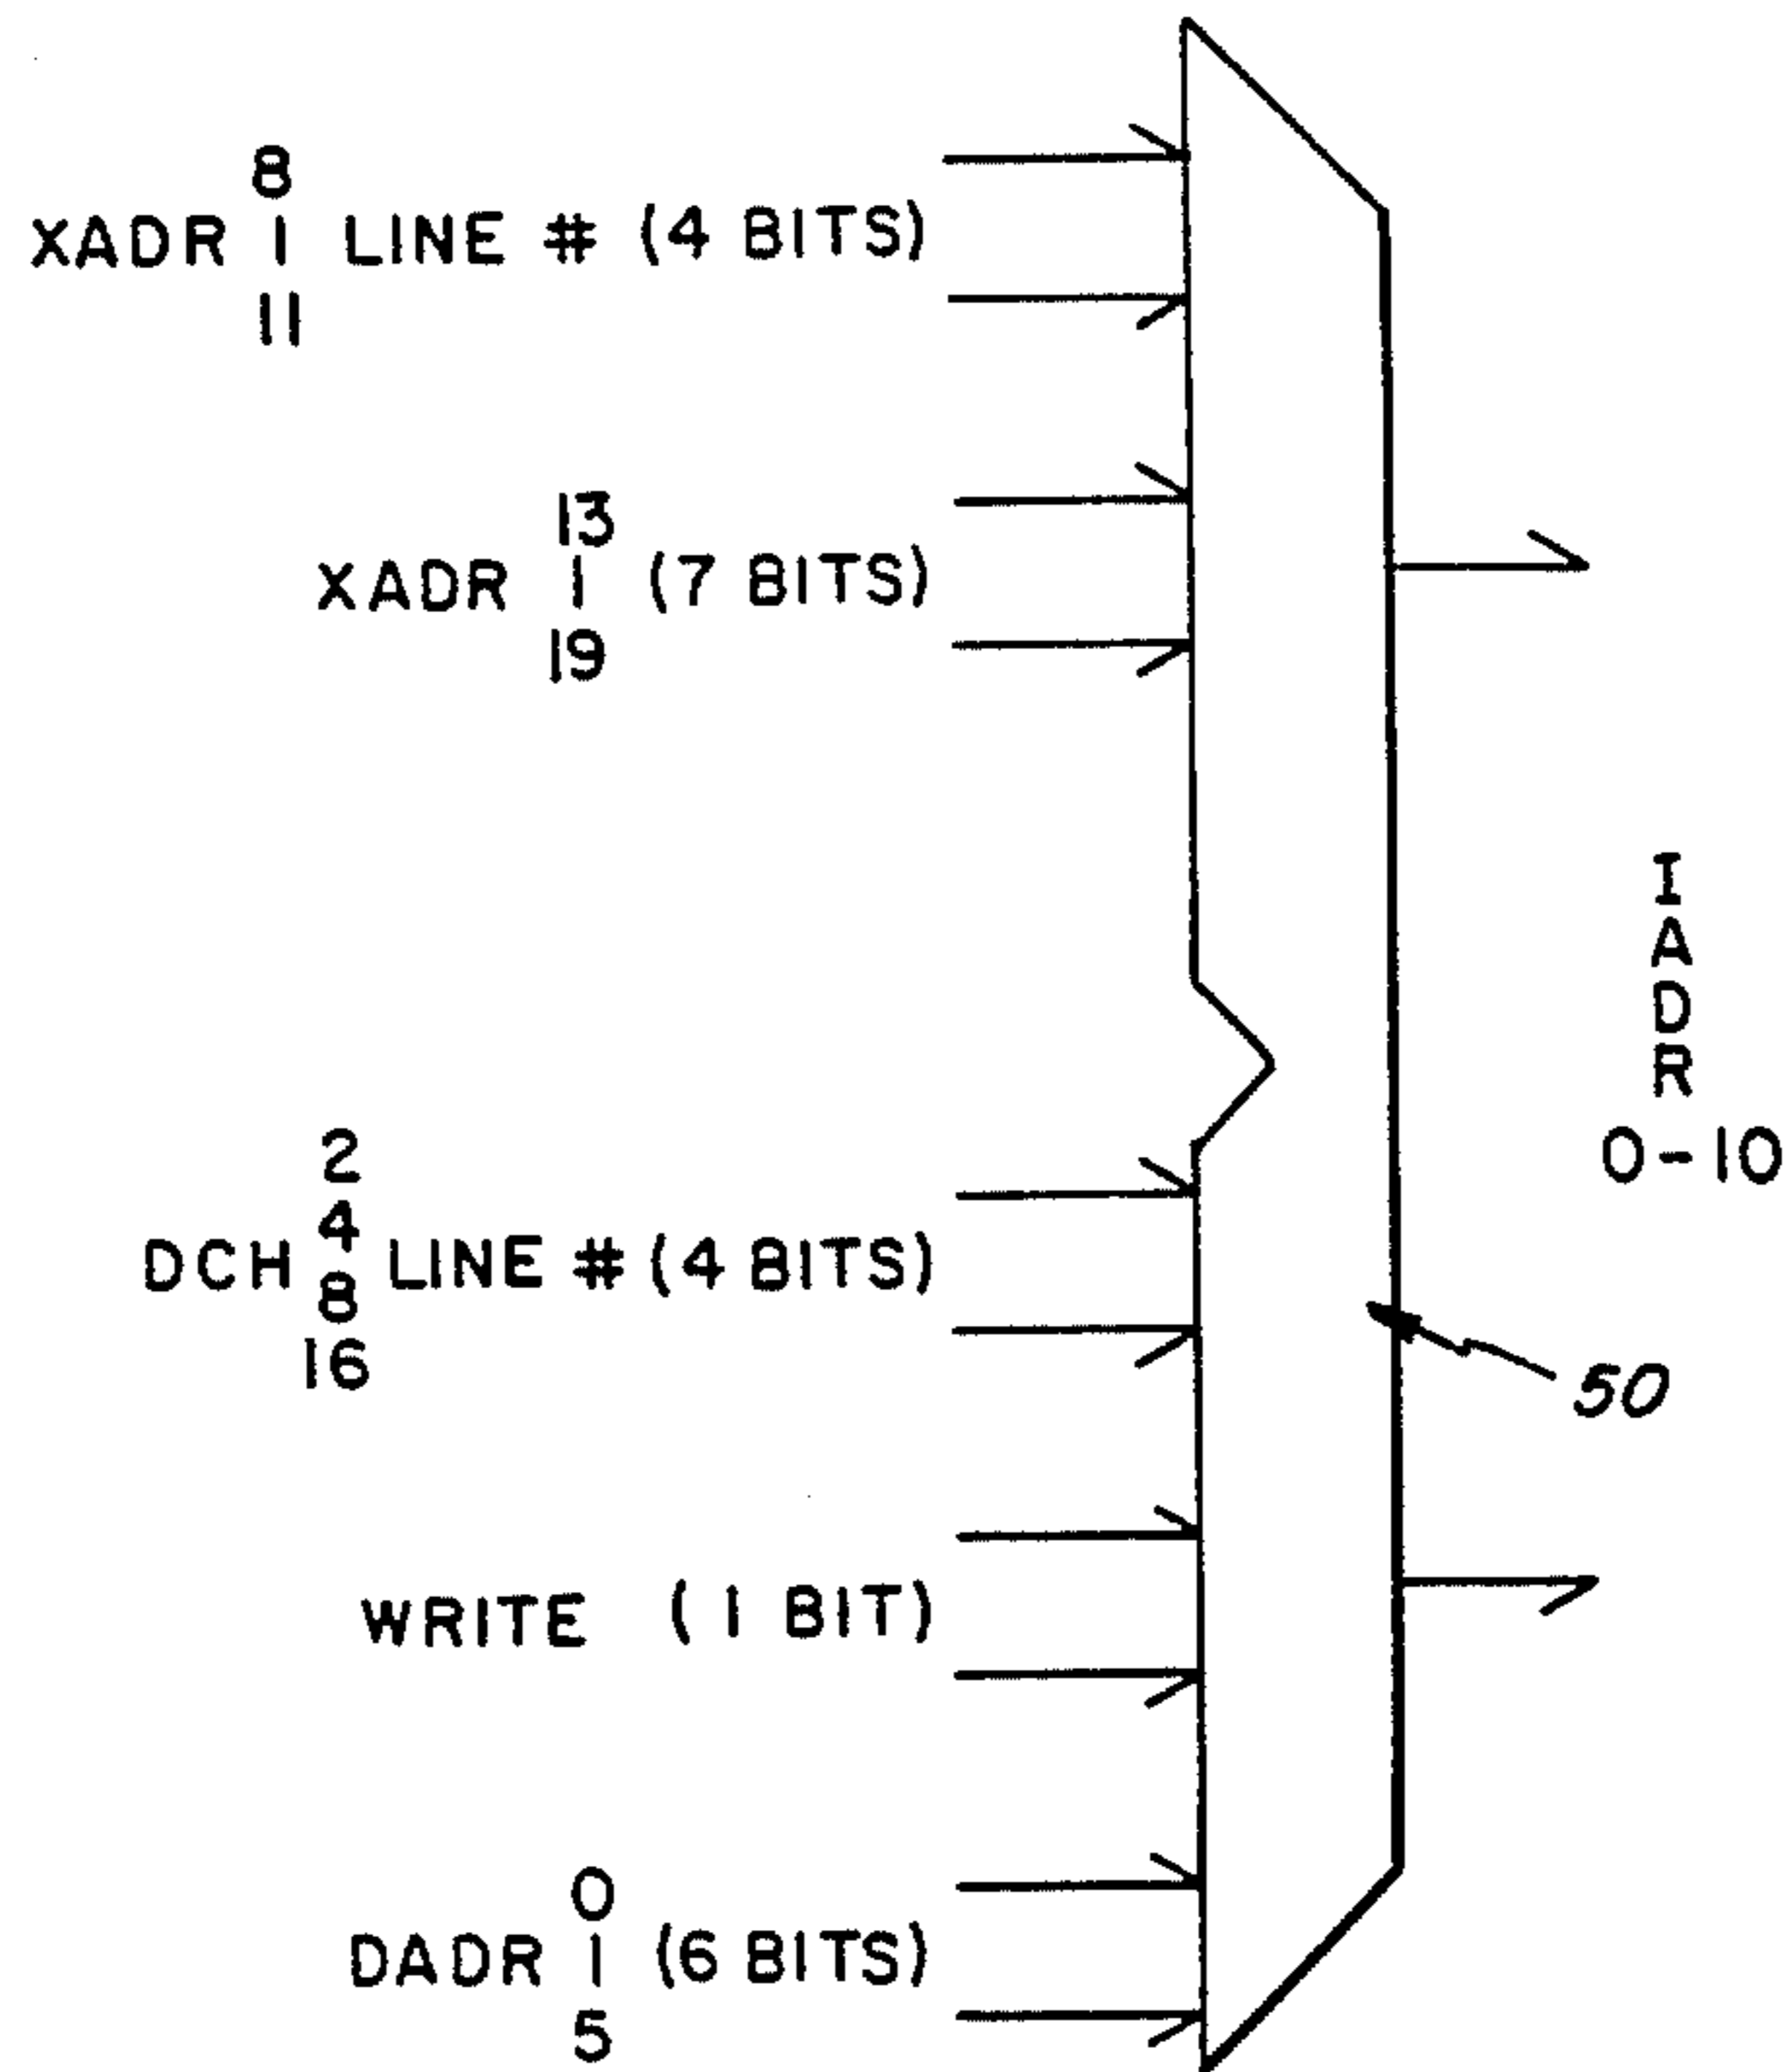 8
XADR | LINE # (4 BITS)
11
13
XADR | (7 BITS)
19
I
A
D
R
0-10
2
4
DCH LINE # (4 BITS)
8
16
50
WRITE (1 BIT)
0
DADR | (6 BITS)
5